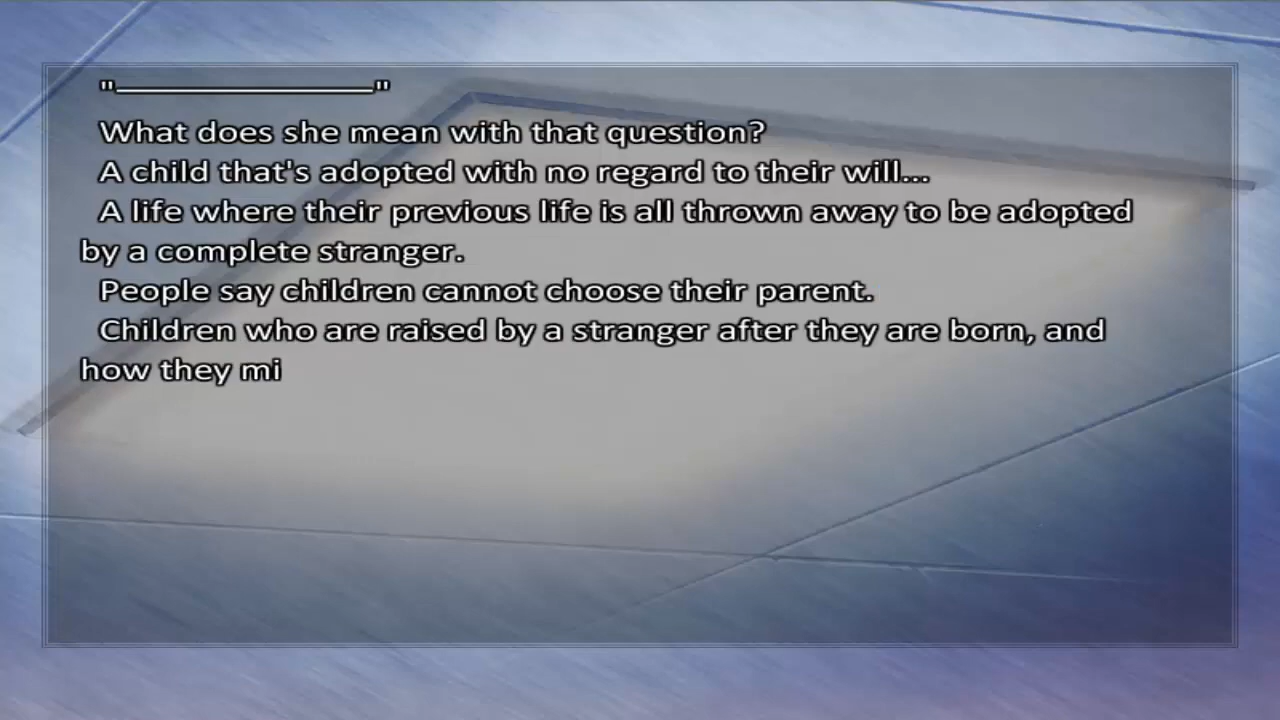 "——————————"
What does she mean with that question?
A child that's adopted with no regard to their will...
A life where their previous life is all thrown away to be adopted
by a complete stranger.
People say children cannot choose their parent.
Children who are raised by a stranger after they are born, and
how they mi